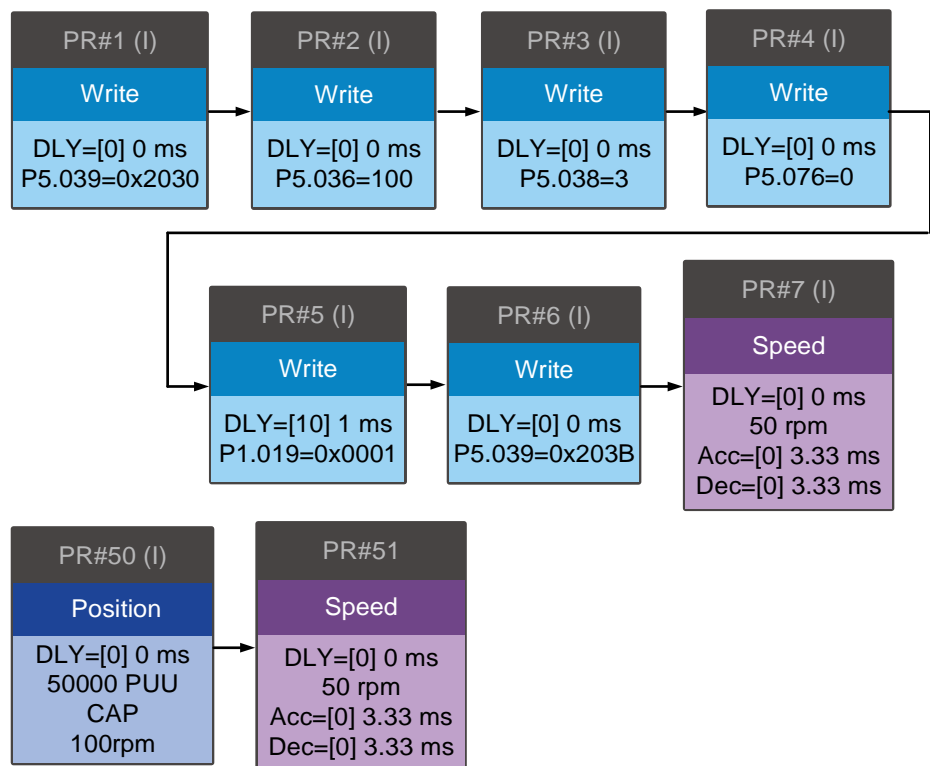 PR#1 (I)
Write
DLY=[0] 0 ms
P5.039=0x2030
PR#2 (I)
Write
DLY=[0] 0 ms
P5.036=100
PR#3 (I)
Write
DLY=[0] 0 ms
P5.038=3
PR#4 (I)
Write
DLY=[0] 0 ms
P5.076=0
PR#5 (I)
Write
DLY=[10] 1 ms
P1.019=0x0001
PR#6 (I)
Write
DLY=[0] 0 ms
P5.039=0x203B
PR#7 (I)
Speed
DLY=[0] 0 ms
50 rpm
Acc=[0] 3.33 ms
Dec=[0] 3.33 ms
PR#50 (I)
Position
DLY=[0] 0 ms
50000 PUU
CAP
100rpm
PR#51
Speed
DLY=[0] 0 ms
50 rpm
Acc=[0] 3.33 ms
Dec=[0] 3.33 ms